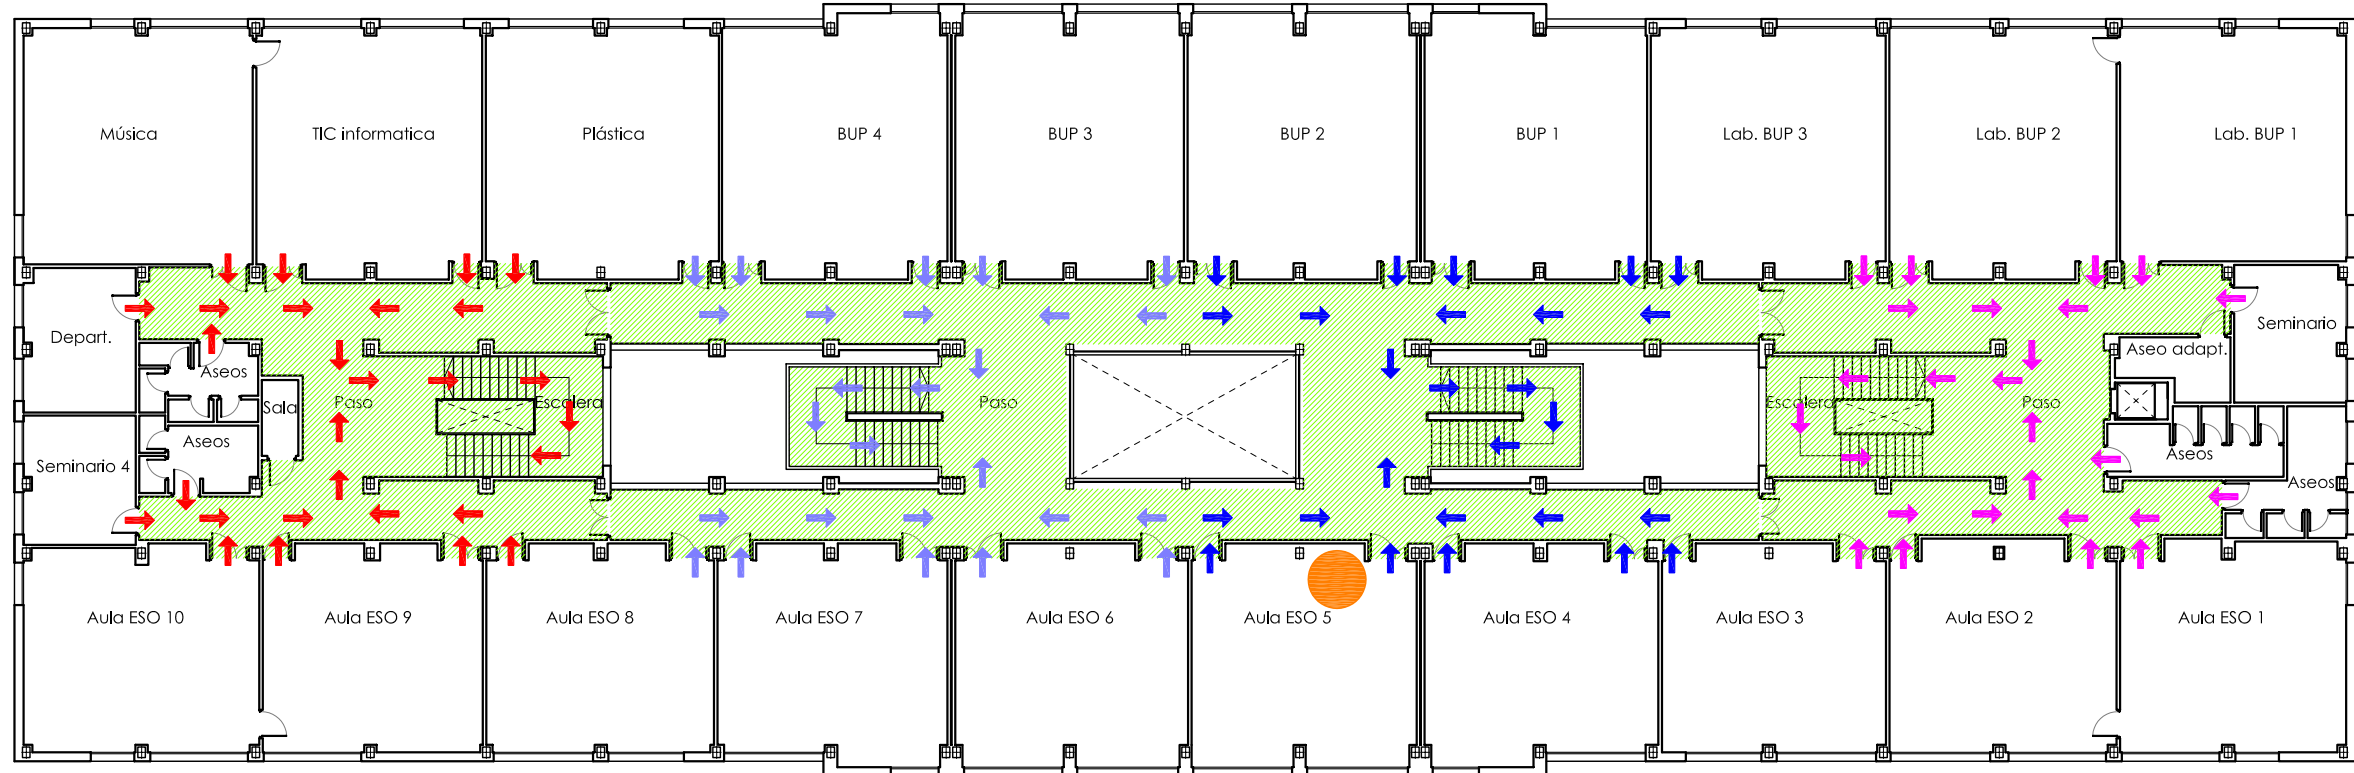 Música
TIC informatica
Plástica
BUP 4
BUP 3
BUP 2
BUP 1
Lab. BUP 3
Lab. BUP 2
Lab. BUP 1
Depart.
Seminario
Aseo adapt.
Aseos
Sala
Paso
Escalera
Paso
Escalera
Paso
Aseos
Seminario 4
Aseos
Aseos
Aula ESO 10
Aula ESO 9
Aula ESO 8
Aula ESO 7
Aula ESO 6
Aula ESO 5
Aula ESO 4
Aula ESO 3
Aula ESO 2
Aula ESO 1